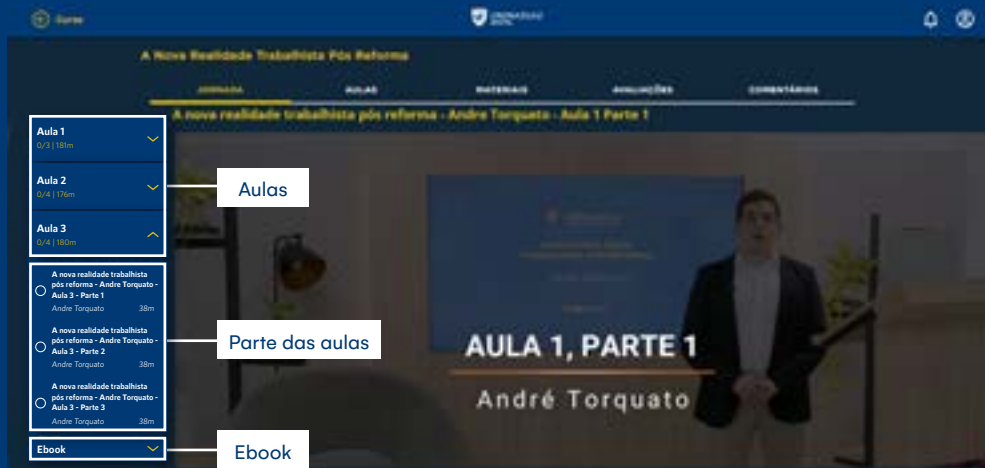 Curso
A Nova Realidade Trabalhista Pós Reforma
JORNADA
AULAS
MATERIAIS
AVALIAÇÕES
COMENTÁRIOS
A nova realidade trabalhista pós reforma - Andre Torquato - Aula 1 Parte 1
Aula 1
0/3 | 181m
Aula 2
0/4 | 176m
Aula 3
0/4 | 180m
Aulas
A nova realidade trabalhista
pós reforma - Andre Torquato -
Aula 3 - Parte 1
Andre Torquato 38m
A nova realidade trabalhista
pós reforma - Andre Torquato -
Aula 3 - Parte 2
Andre Torquato 38m
A nova realidade trabalhista
pós reforma - Andre Torquato -
Aula 3 - Parte 3
Andre Torquato 38m
Parte das aulas
Ebook
Ebook
AULA 1, PARTE 1
André Torquato